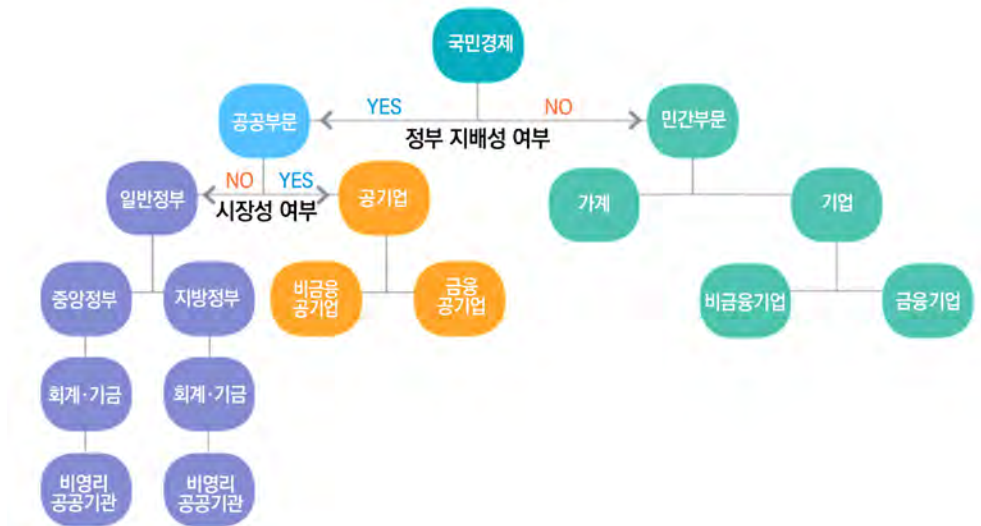 국민경제
YES
NO
공공부문
정부 지배성 여부
민간부문
NO
YES
일반정부
시장성 여부
공기업
가계
기업
중앙정부
지방정부
비금융
공기업
금융
공기업
비금융기업
금융기업
회계·기금
회계·기금
비영리
공공기관
비영리
공공기관